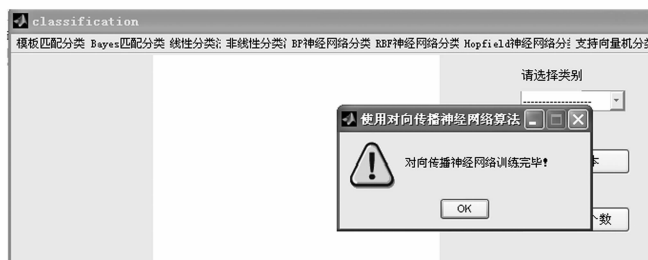 classification
模板匹配分类 Bayes匹配分类 线性分类 非线性分类 BF神经网络分类 RBF神经网络分类 Hopfield神经网络分 支持向量机分
请选择类别
-----------------
使用对向传播神经网络算法
对向传播神经网络训练完毕!
本
OK
个数